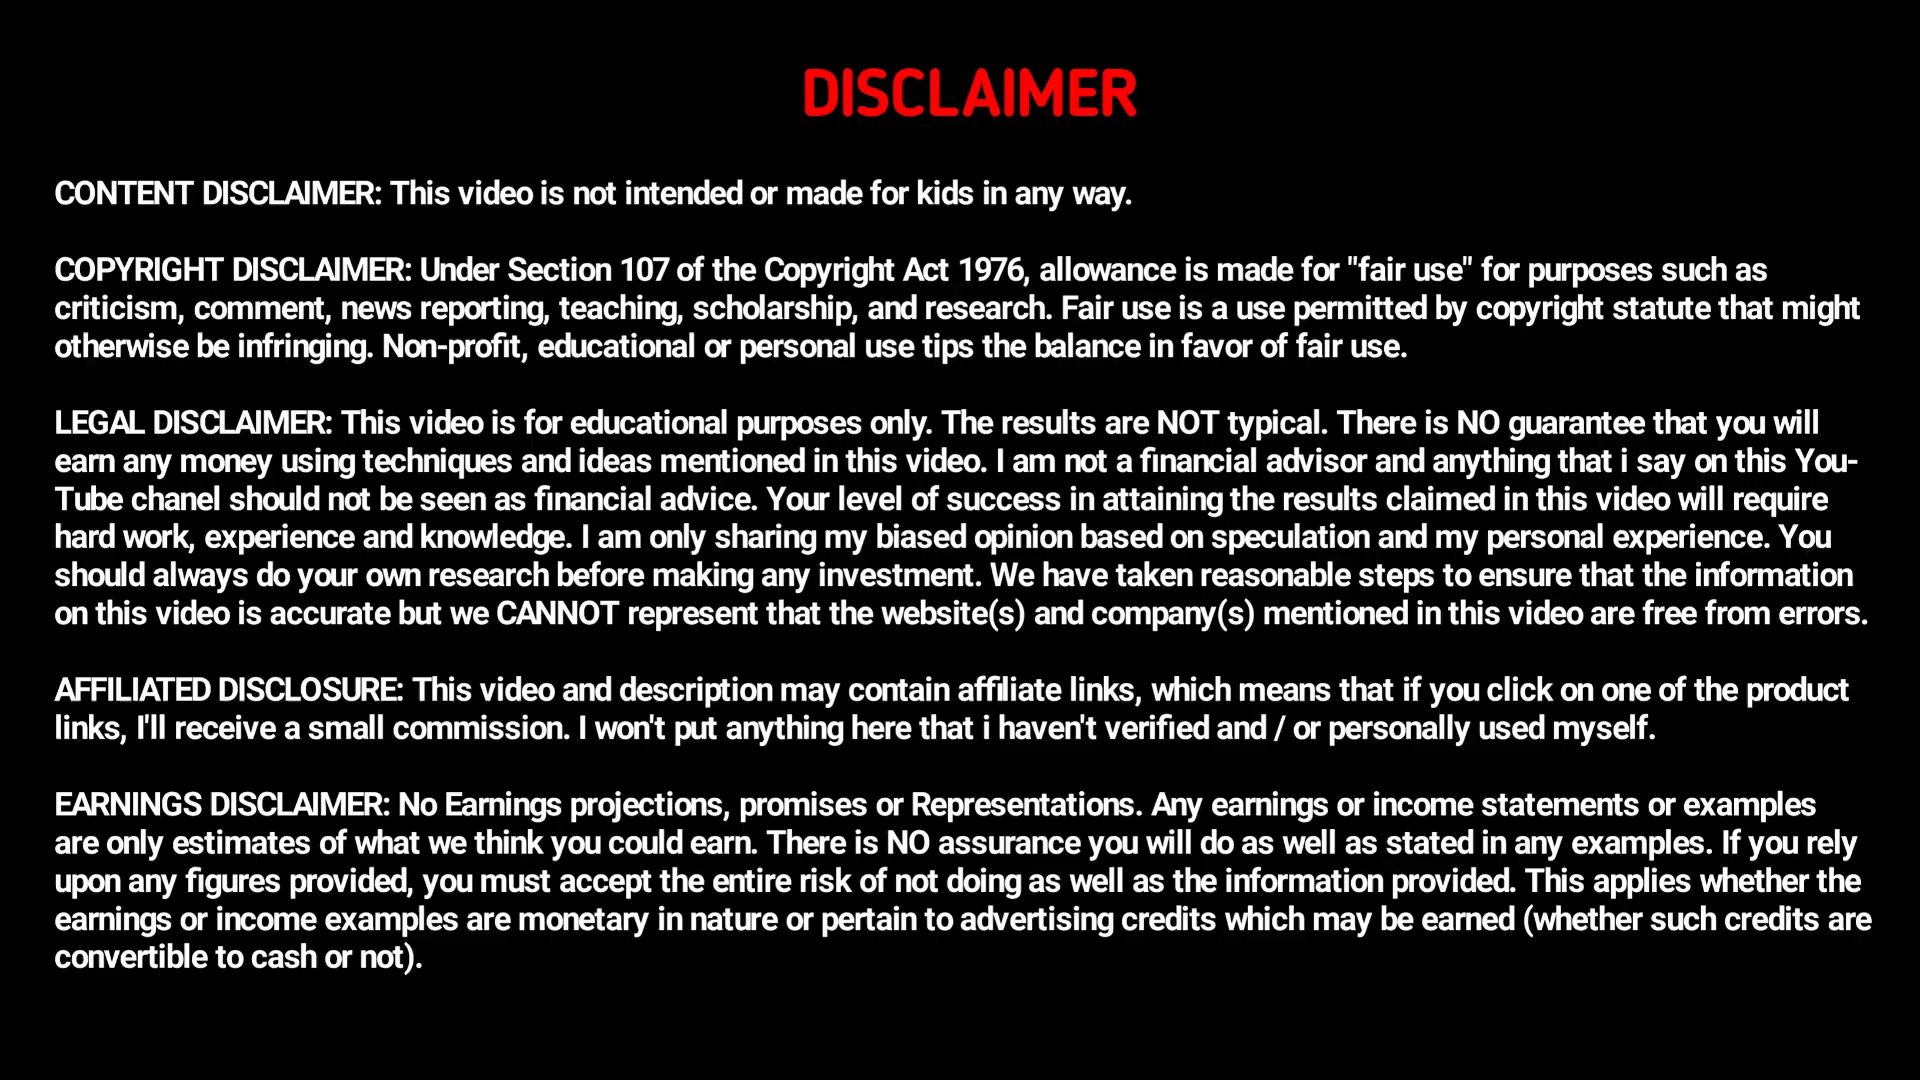 DISCLAIMER
CONTENT DISCLAIMER: This video is not intended or made for kids in any way.
COPYRIGHT DISCLAIMER: Under Section 107 of the Copyright Act 1976, allowance is made for "fair use" for purposes such as
criticism, comment, news reporting, teaching, scholarship, and research. Fair use is a use permitted by copyright statute that might
otherwise be infringing. Non-profit, educational or personal use tips the balance in favor of fair use.
LEGAL DISCLAIMER: This video is for educational purposes only. The results are NOT typical. There is NO guarantee that you will
earn any money using techniques and ideas mentioned in this video. I am not a financial advisor and anything that i say on this You-
Tube chanel should not be seen as financial advice. Your level of success in attaining the results claimed in this video will require
hard work, experience and knowledge. I am only sharing my biased opinion based on speculation and my personal experience. You
should always do your own research before making any investment. We have taken reasonable steps to ensure that the information
on this video is accurate but we CANNOT represent that the website(s) and company(s) mentioned in this video are free from errors.
AFFILIATED DISCLOSURE: This video and description may contain affiliate links, which means that if you click on one of the product
links, I'll receive a small commission. I won't put anything here that i haven't verified and / or personally used myself.
EARNINGS DISCLAIMER: No Earnings projections, promises or Representations. Any earnings or income statements or examples
are only estimates of what we think you could earn. There is NO assurance you will do as well as stated in any examples. If you rely
upon any figures provided, you must accept the entire risk of not doing as well as the information provided. This applies whether the
earnings or income examples are monetary in nature or pertain to advertising credits which may be earned (whether such credits are
convertible to cash or not).